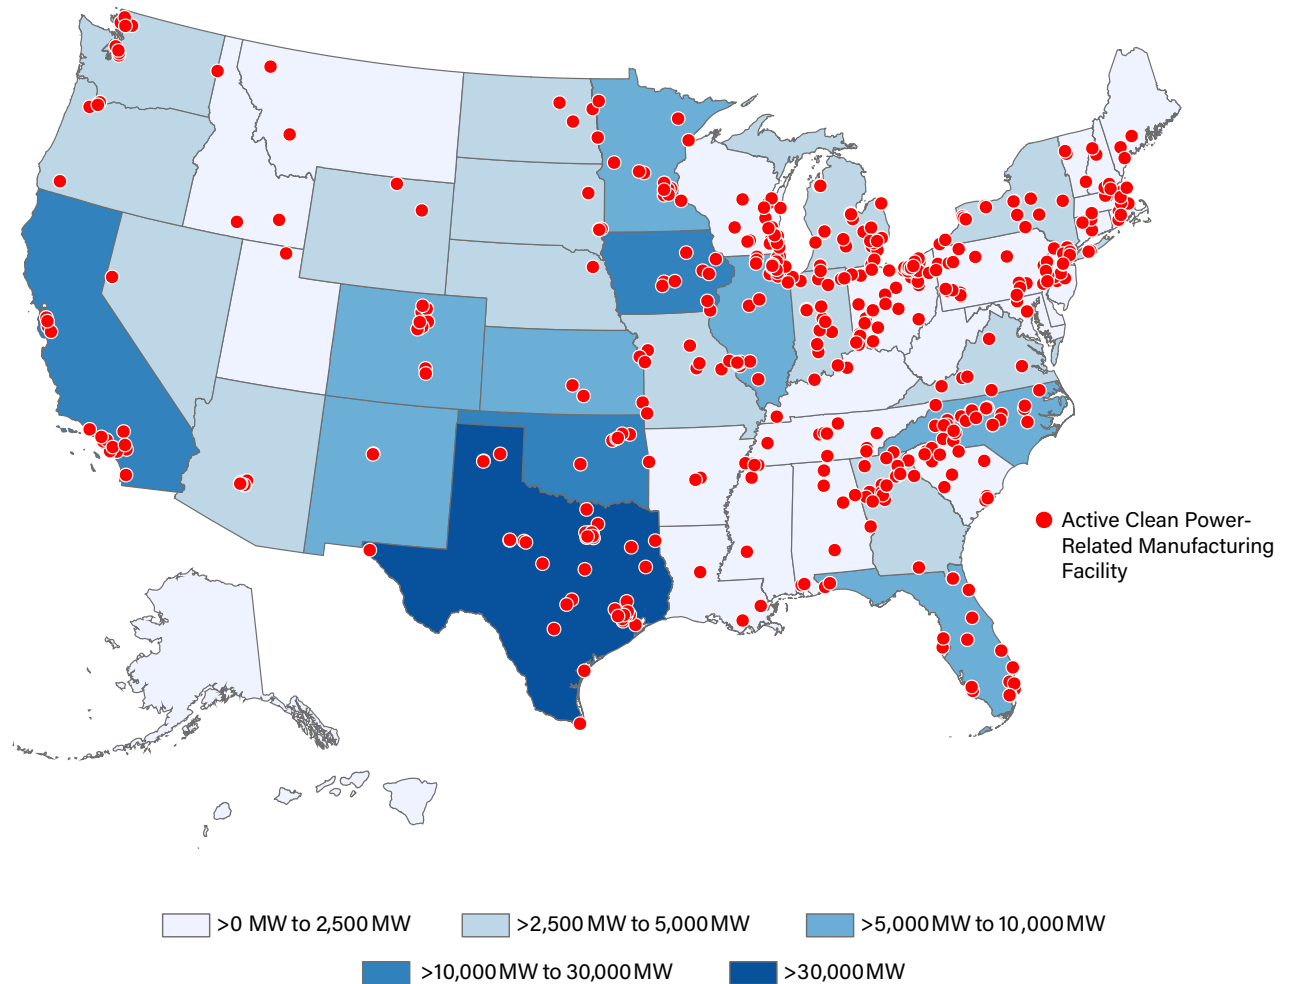 Active Clean Power-
Related Manufacturing
Facility
>0 MW to 2,500 MW
>2,500 MW to 5,000 MW
>5,000 MW to 10,000 MW
>10,000 MW to 30,000 MW
>30,000 MW